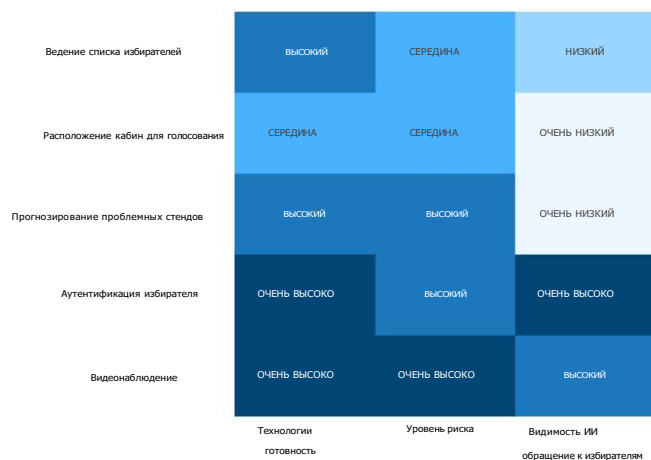 Ведение списка избирателей ВЫСОКИЙ СЕРЕДИНА НИЗКИЙ
Расположение кабин для голосования СЕРЕДИНА СЕРЕДИНА ОЧЕНЬ НИЗКИЙ
Прогнозирование проблемных стендов ВЫСОКИЙ ВЫСОКИЙ ОЧЕНЬ НИЗКИЙ
Аутентификация избирателя ОЧЕНЬ ВЫСОКО ВЫСОКИЙ ОЧЕНЬ ВЫСОКО
Видеонаблюдение ОЧЕНЬ ВЫСОКО ОЧЕНЬ ВЫСОКО ВЫСОКИЙ
Технологии Уровень риска Видимость ИИ
готовность обращение к избирателям